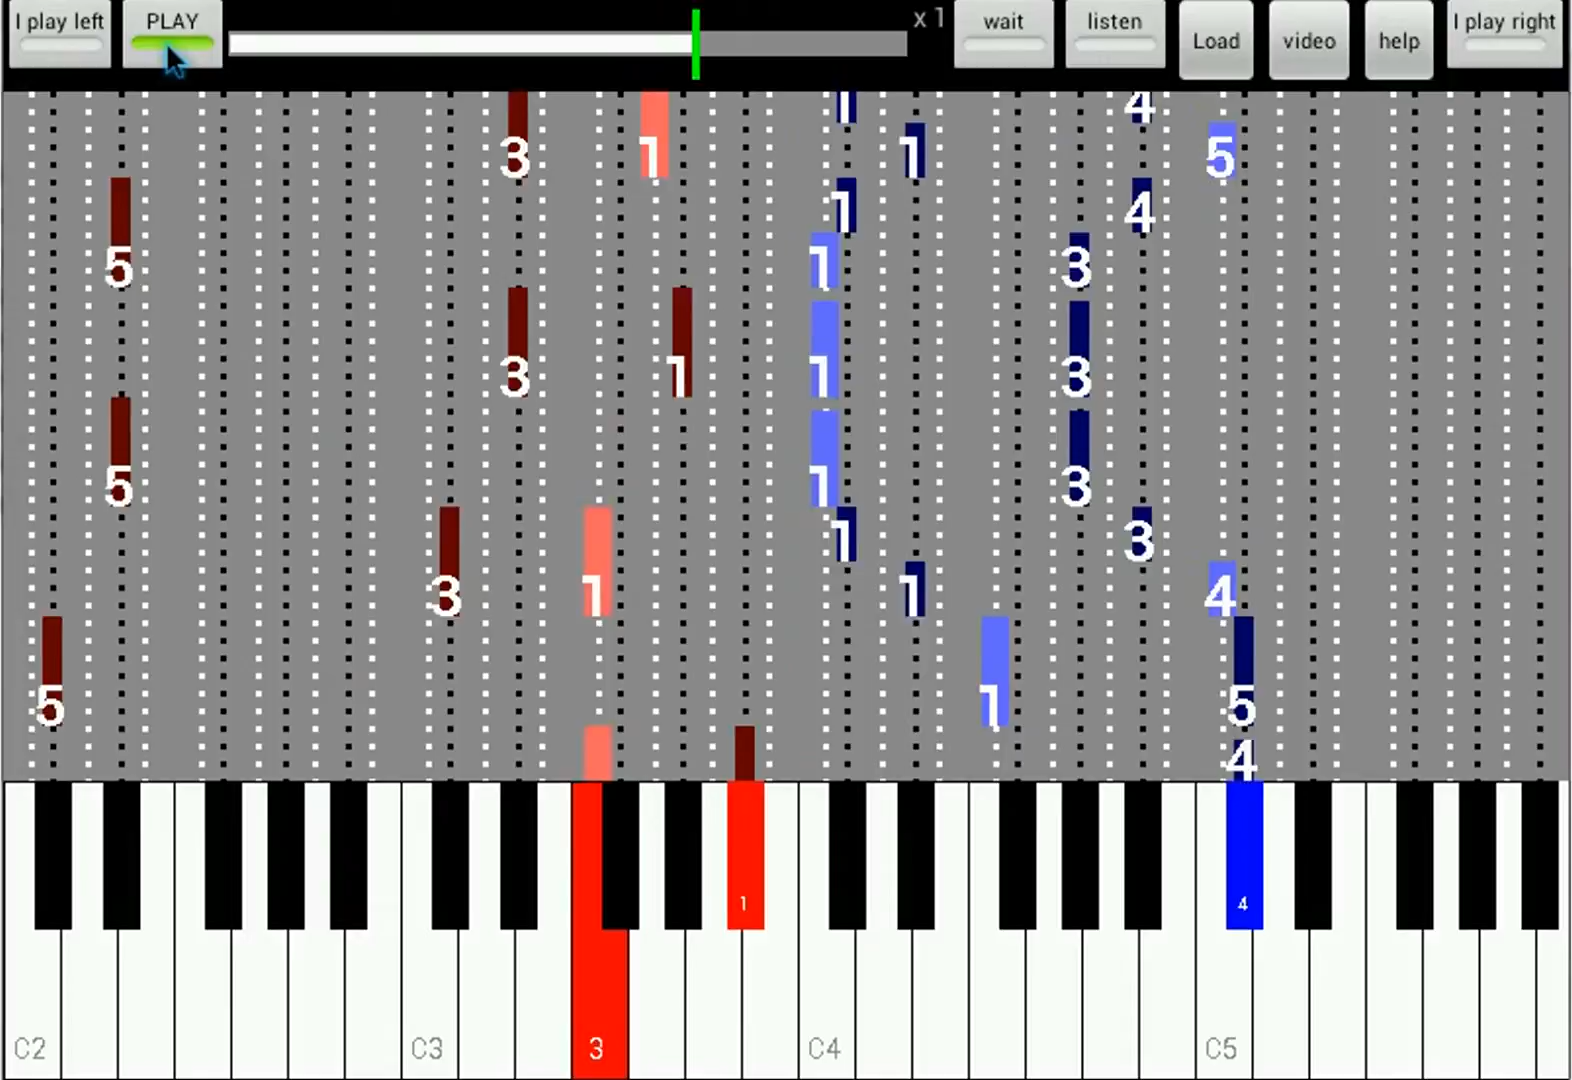 I play left PLAY x 1 wait listen Load video help I play right
1 4
3 1 1 5
1 4
5 1 3
3 1 1 3
5 1 3
1 3
3 1 1 4
5 1 5
4
1 4
C2 C3 3 C4 C5